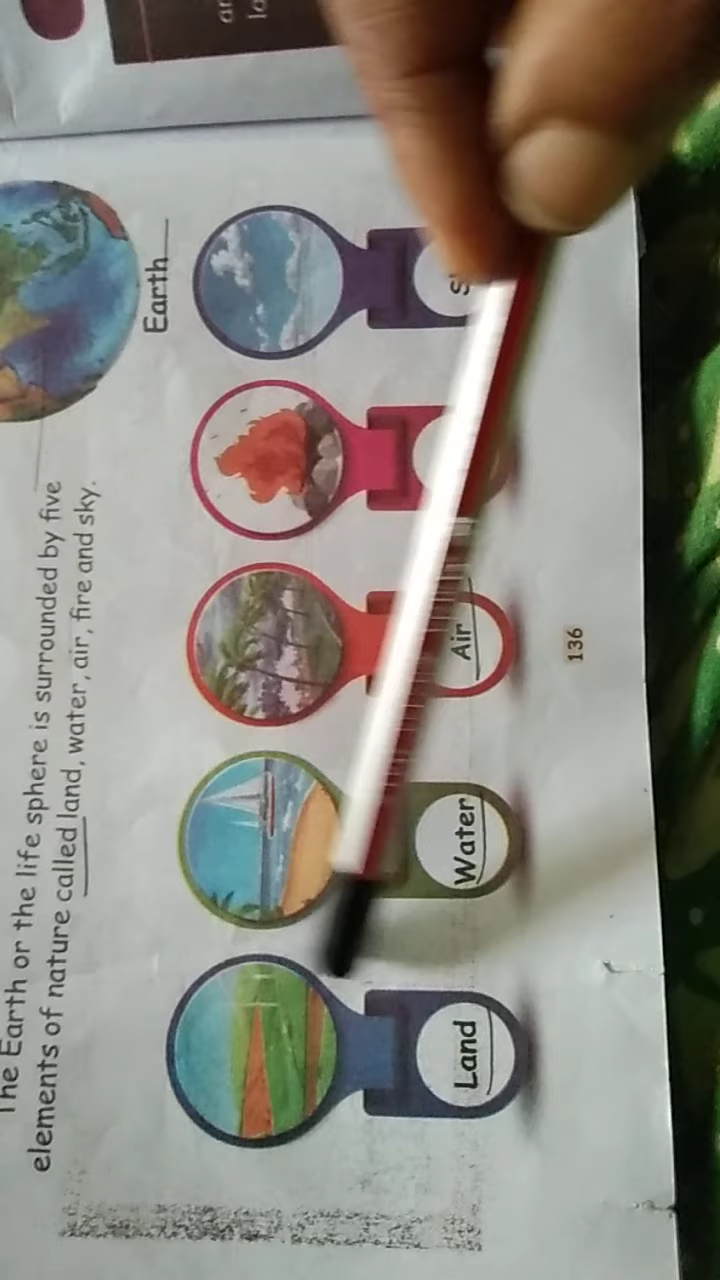 Earth
The Earth or the life sphere is surrounded by five
elements of nature called land, water, air, fire and sky.
Land
Water
Air
136